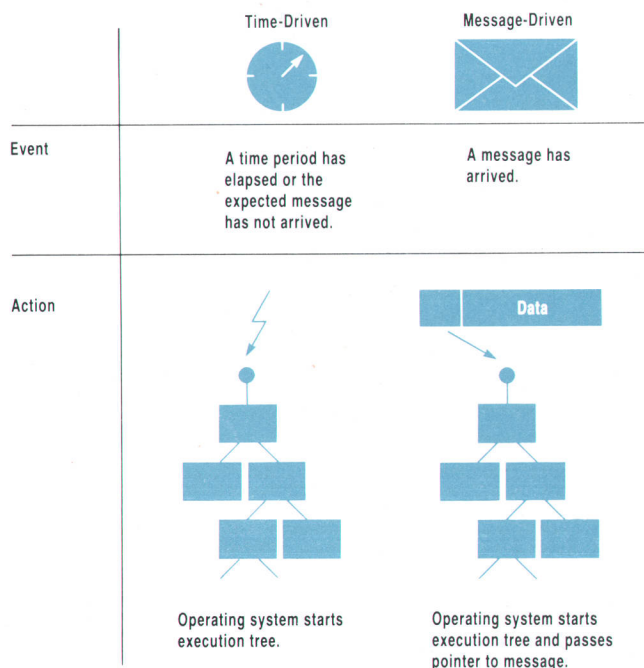 Time-Driven
Message-Driven
Event
A time period has
elapsed or the
expected message
has not arrived.
A message has
arrived.
Action
Data
Operating system starts
execution tree.
Operating system starts
execution tree and passes
pointer to message.